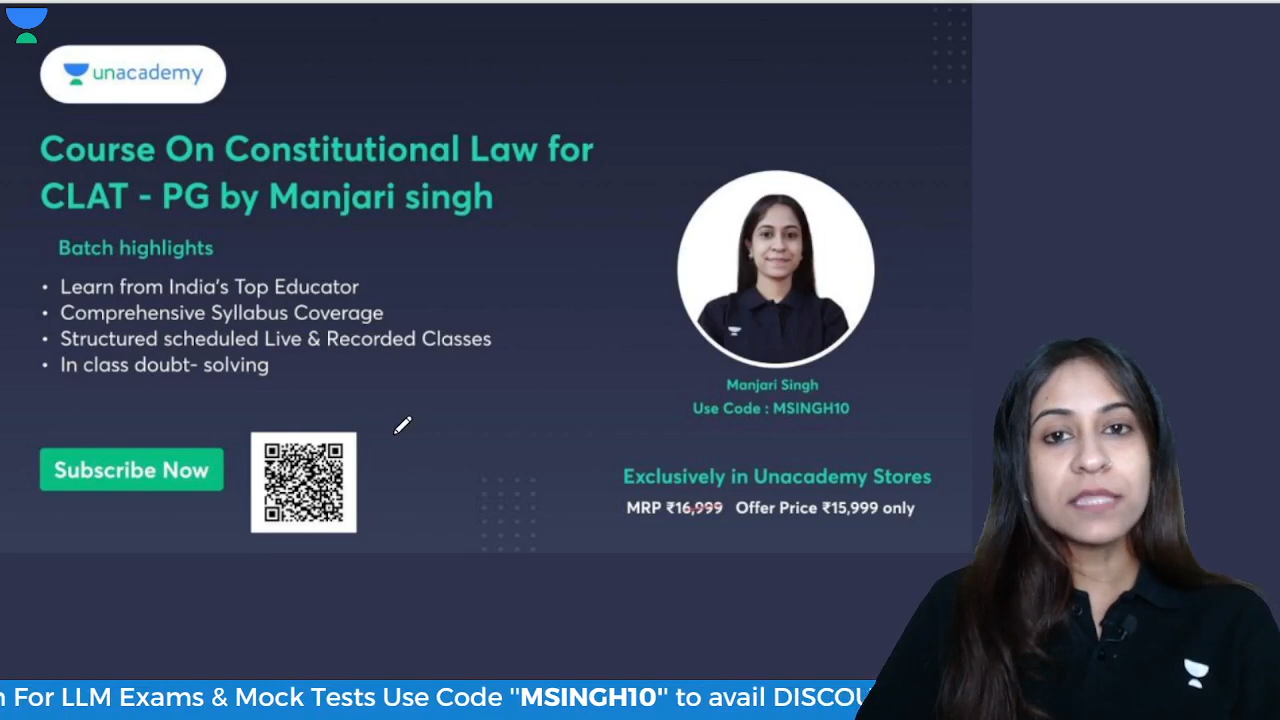 unacademy
Course On Constitutional Law for
CLAT - PG by Manjari singh
Batch highlights
• Learn from India's Top Educator
• Comprehensive Syllabus Coverage
• Structured scheduled Live & Recorded Classes
• In class doubt- solving
Subscribe Now
Manjari Singh
Use Code : MSINGH10
Exclusively in Unacademy Stores
MRP ₹16,999 Offer Price ₹15,999 only
For LLM Exams & Mock Tests Use Code "MSINGH10" to avail